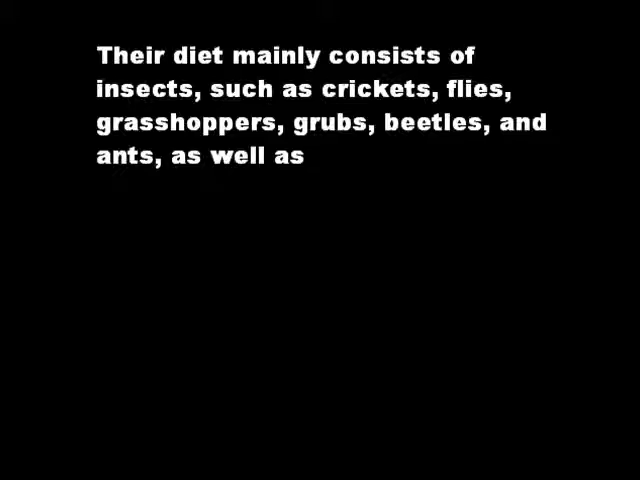 Their diet mainly consists of
insects, such as crickets, flies,
grasshoppers, grubs, beetles, and
ants, as well as